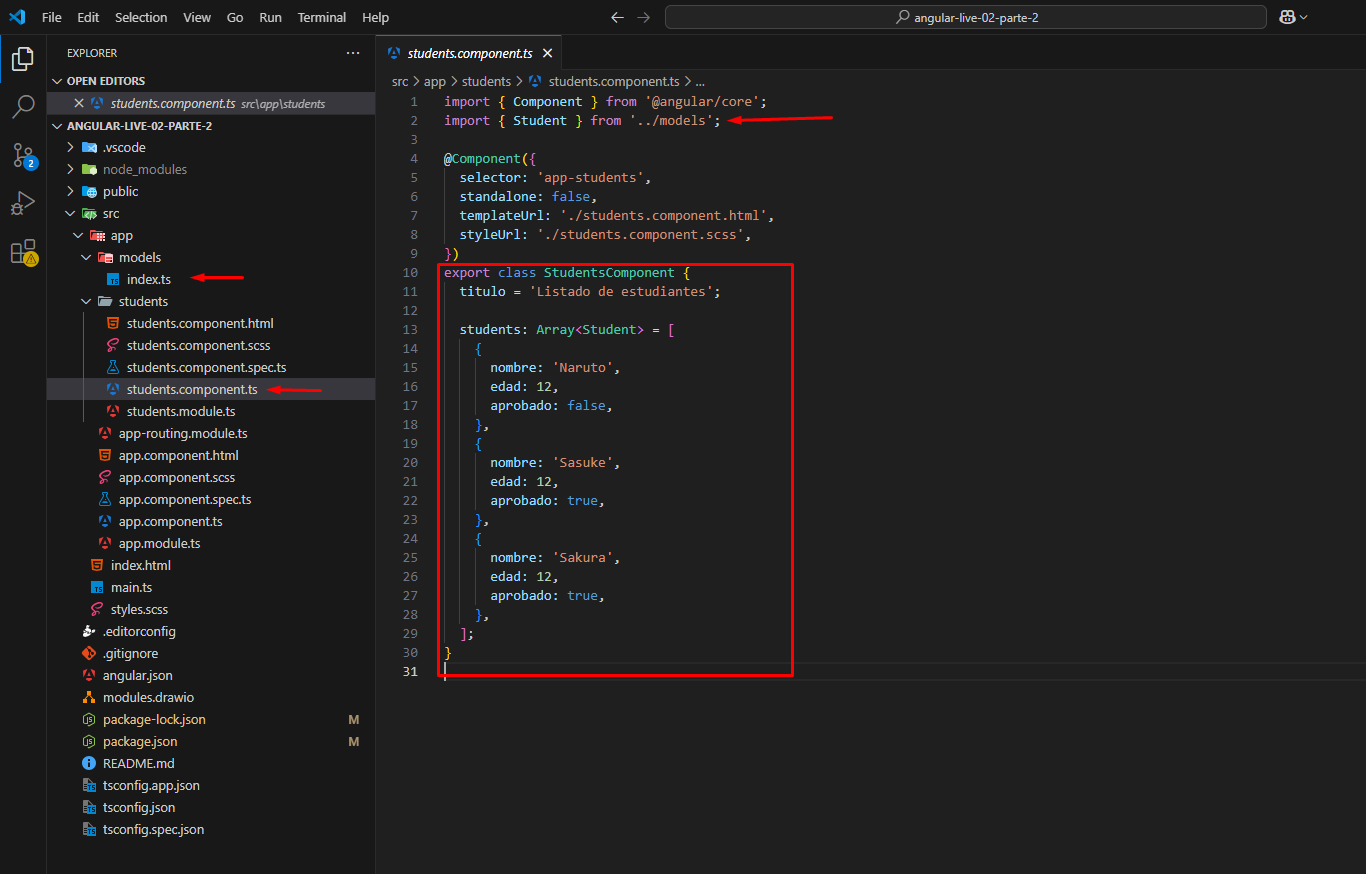 File Edit Selection View Go Run Terminal Help
angular-live-02-parte-2
EXPLORER
OPEN EDITORS
students.component.ts src\app\students
ANGULAR-LIVE-02-PARTE-2
.vscode
node_modules
public
src
app
models
index.ts
students
students.component.html
students.component.scss
students.component.spec.ts
students.component.ts
students.module.ts
app-routing.module.ts
app.component.html
app.component.scss
app.component.spec.ts
app.component.ts
app.module.ts
index.html
main.ts
styles.scss
.editorconfig
.gitignore
angular.json
modules.drawio
package-lock.json M
package.json M
README.md
tsconfig.app.json
tsconfig.json
tsconfig.spec.json
2
students.component.ts
src > app > students > students.component.ts > ...
1 import { Component } from '@angular/core';
2 import { Student } from '../models';
3
4 @Component({
5 selector: 'app-students',
6 standalone: false,
7 templateUrl: './students.component.html',
8 styleUrl: './students.component.scss',
9 })
10 export class StudentsComponent {
11 titulo = 'Listado de estudiantes';
12
13 students: Array<Student> = [
14 {
15 nombre: 'Naruto',
16 edad: 12,
17 aprobado: false,
18 },
19 {
20 nombre: 'Sasuke',
21 edad: 12,
22 aprobado: true,
23 },
24 {
25 nombre: 'Sakura',
26 edad: 12,
27 aprobado: true,
28 },
29 ];
30 }
31